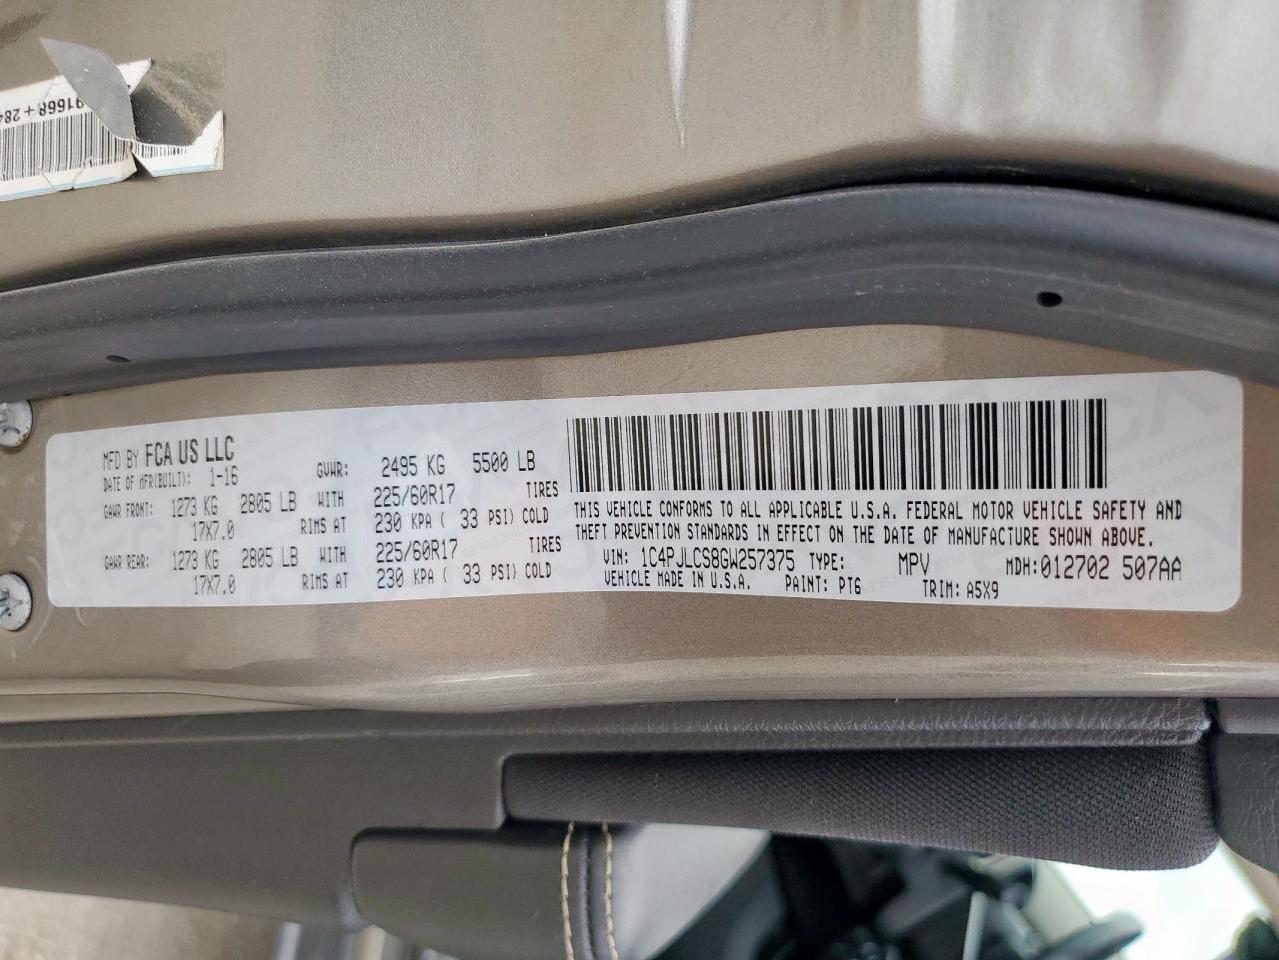 91668+284
MFD BY FCA US LLC
DATE OF MFR(BUILT): 1-16 GVWR: 2495 KG 5500 LB
GAWR FRONT: 1273 KG 2805 LB WITH 225/60R17 TIRES
17X7.0 RIMS AT 230 KPA ( 33 PSI) COLD
GAWR REAR: 1273 KG 2805 LB WITH 225/60R17 TIRES
17X7.0 RIMS AT 230 KPA ( 33 PSI) COLD
THIS VEHICLE CONFORMS TO ALL APPLICABLE U.S.A. FEDERAL MOTOR VEHICLE SAFETY AND
THEFT PREVENTION STANDARDS IN EFFECT ON THE DATE OF MANUFACTURE SHOWN ABOVE.
VIN: 1C4PJLCS8GW257375 TYPE: MPV MDH:012702 507AA
VEHICLE MADE IN U.S.A. PAINT: PT6 TRIM: A5X9